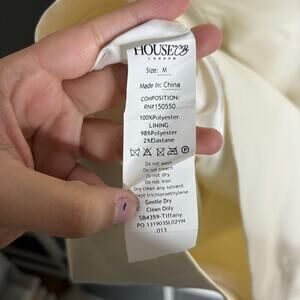 HOUSE OF CB
LONDON
Size: M
Made in: China
COMPOSITION:
RN#150550
100%Polyester
LINING
98%Polyester
2%Elastane
Do not wash
Do not bleach
Do not dry
Do not iron
Dry clean any solvent
except trichloroethylene
Gentle Dry
Clean Only
SB4359-Tiffany
PO 131903SL02YN
013